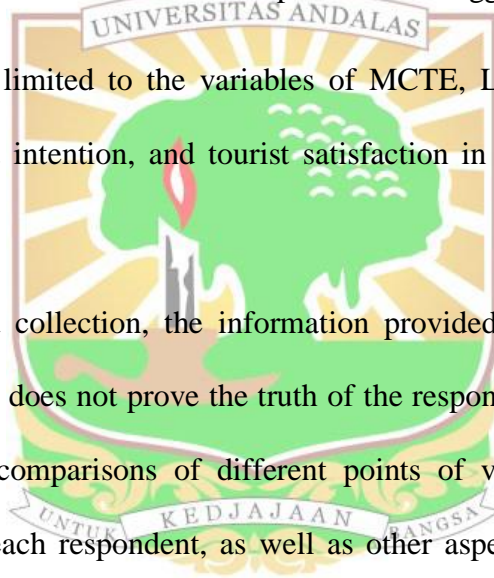 UNIVERSITAS ANDALAS
limited to the variables of MCTE, L
intention, and tourist satisfaction in
collection, the information provided
does not prove the truth of the respon
comparisons of different points of v
UNTUK KEDJAJAAN BANGSA
each respondent, as well as other aspe